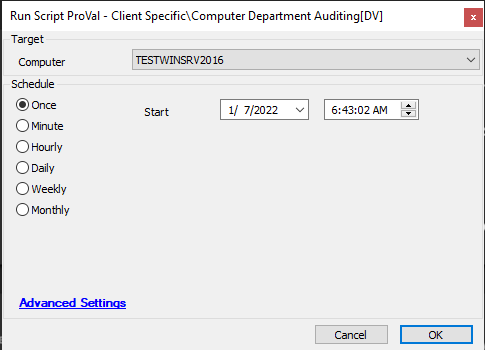 Run Script ProVal - Client Specific\Computer Department Auditing[DV]
x
Target
Computer TESTWINSRV2016
Schedule
Once Start 1/ 7/2022 6:43:02 AM
Minute
Hourly
Daily
Weekly
Monthly
Advanced Settings
Cancel OK